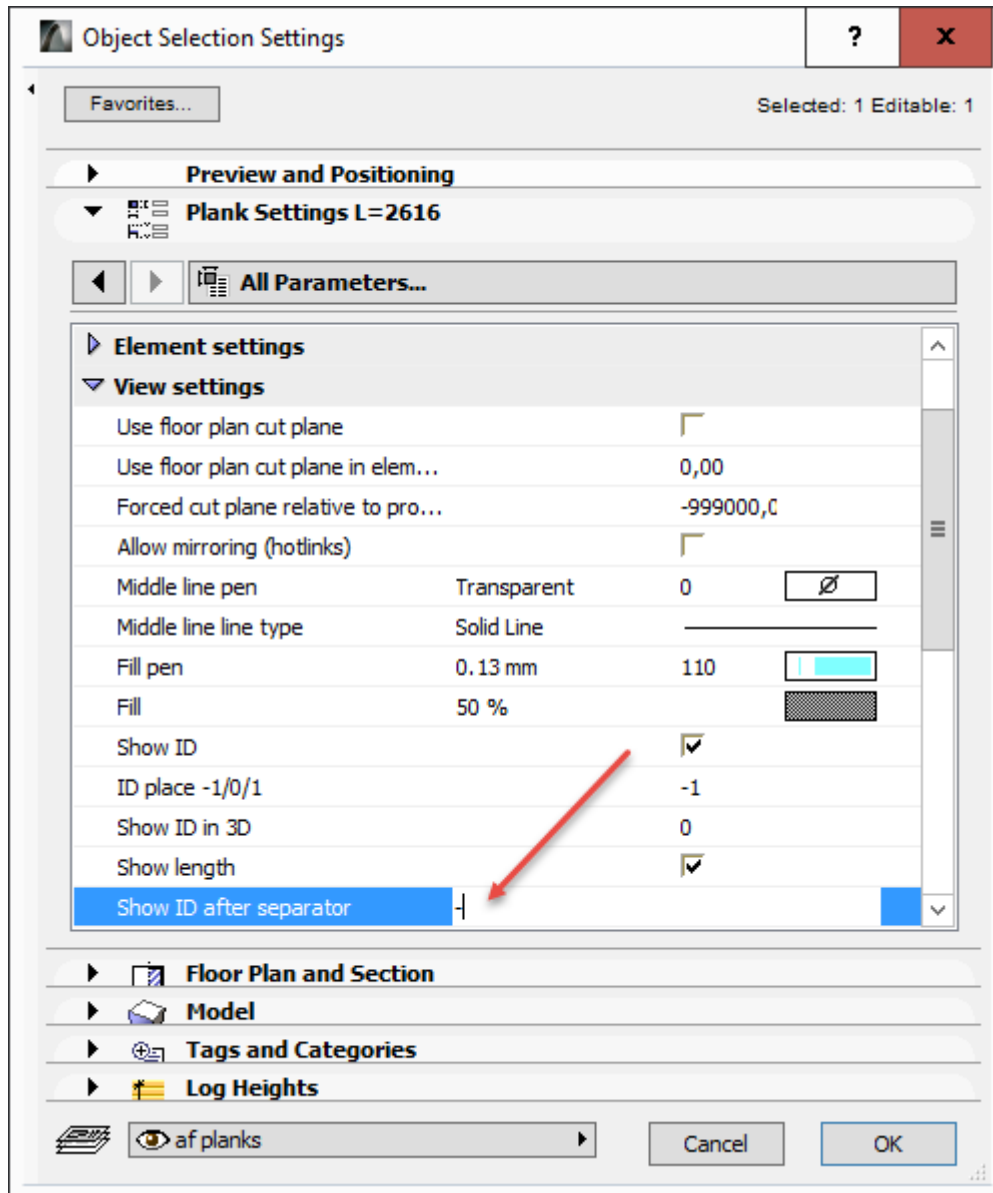 Object Selection Settings ? x
Favorites... Selected: 1 Editable: 1
Preview and Positioning
Plank Settings L=2616
All Parameters...
Element settings
View settings
Use floor plan cut plane
Use floor plan cut plane in elem... 0,00
Forced cut plane relative to pro... -999000,0
Allow mirroring (hotlinks)
Middle line pen Transparent 0
Middle line line type Solid Line
Fill pen 0.13 mm 110
Fill 50 %
Show ID
ID place -1/0/1 -1
Show ID in 3D 0
Show length
Show ID after separator -
Floor Plan and Section
Model
Tags and Categories
Log Heights
af planks Cancel OK